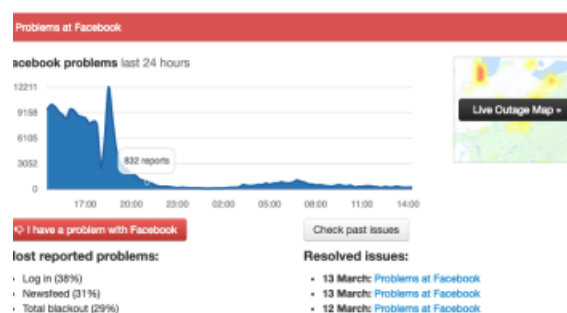 Problems at Facebook
acebook problems last 24 hours
12211
9158
6105
3052
0
832 reports
17:00 20:00 23:00 02:00 05:00 08:00 11:00 14:00
Live Outage Map »
I have a problem with Facebook
Check past issues
lost reported problems:
Log in (38%)
Newsfeed (31%)
Total blackout (29%)
Resolved issues:
13 March: Problems at Facebook
13 March: Problems at Facebook
12 March: Problems at Facebook